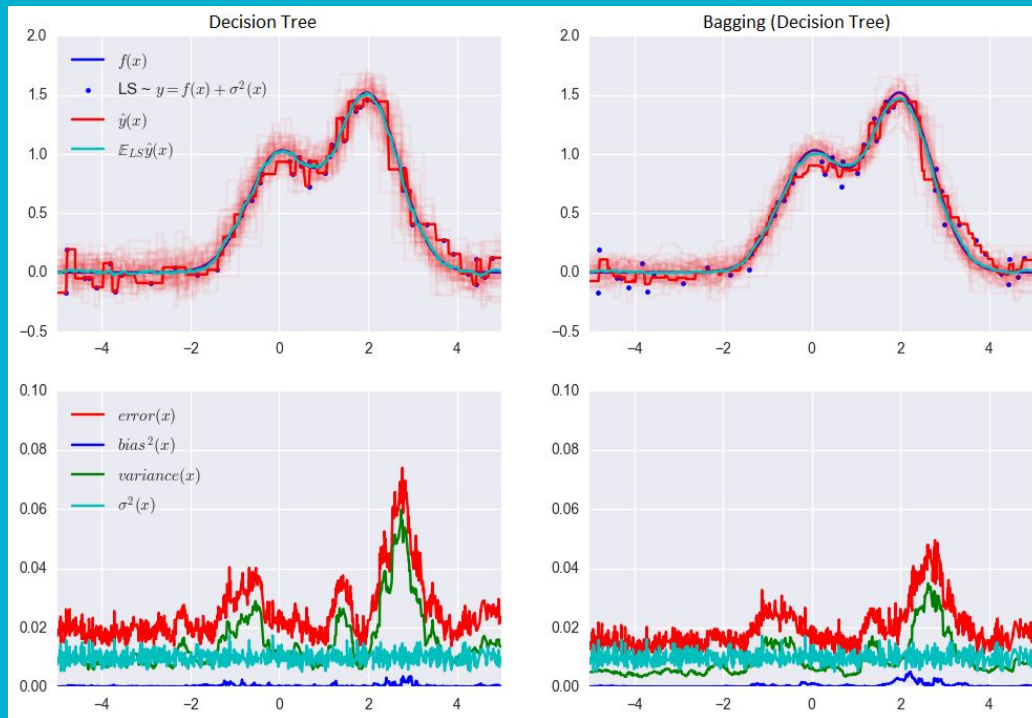 Decision Tree
2.0
1.5
1.0
0.5
0.0
−0.5
−4 −2 0 2 4
f(x)
LS ~ y = f(x) + σ²(x)
ŷ(x)
𝔼_LS ŷ(x)
Bagging (Decision Tree)
2.0
1.5
1.0
0.5
0.0
−0.5
−4 −2 0 2 4
0.10
0.08
0.06
0.04
0.02
0.00
−4 −2 0 2 4
error(x)
bias²(x)
variance(x)
σ²(x)
0.10
0.08
0.06
0.04
0.02
0.00
−4 −2 0 2 4